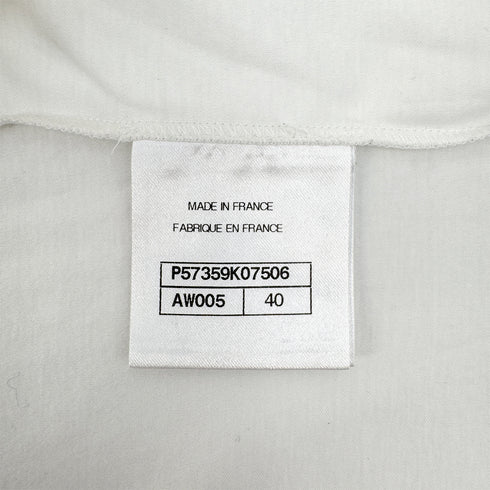 MADE IN FRANCE
FABRIQUE EN FRANCE
P57359K07506
AW005 40